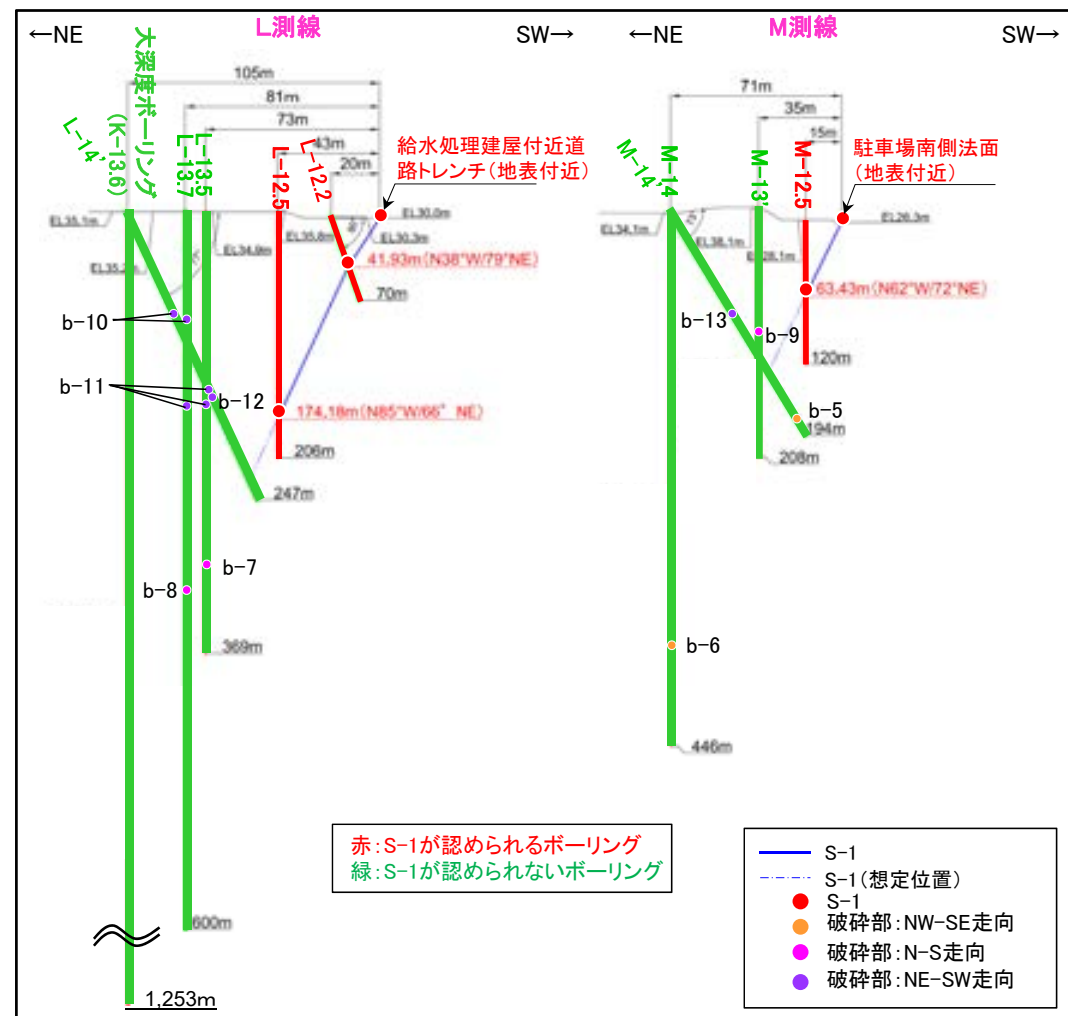 ←NE
L測線
SW→
105m
81m
73m
43m
20m
大深度ボーリング
(K-13.6)
L-14'
L-13.7
L-13.5
L-12.5
L-12.2
給水処理建屋付近道
路トレンチ(地表付近)
EL35.1m
EL34.9m
EL35.8m
EL30.3m
41.93m(N38°W/79°NE)
70m
b-10
b-11
b-12
174.18m(N85°W/66°NE)
206m
247m
b-7
b-8
369m
600m
1,253m
←NE
M測線
SW→
71m
35m
15m
M-14'
M-14
M-13'
M-12.5
駐車場南側法面
(地表付近)
EL34.1m
EL38.1m
EL26.3m
63.43m(N62°W/72°NE)
b-13
b-9
120m
b-5
194m
208m
b-6
446m
赤:S-1が認められるボーリング
緑:S-1が認められないボーリング
S-1
S-1(想定位置)
S-1
破砕部:NW-SE走向
破砕部:N-S走向
破砕部:NE-SW走向